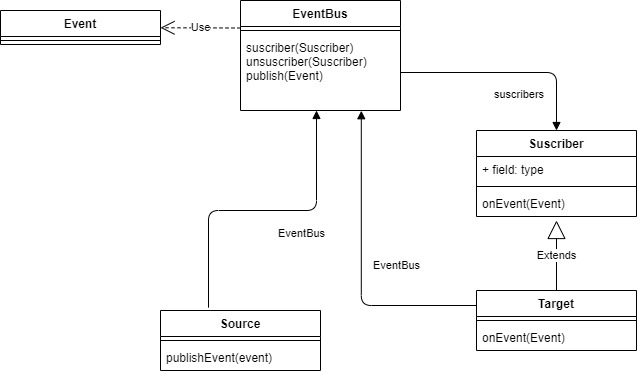 Event
Use
EventBus
suscriber(Suscriber)
unsuscriber(Suscriber)
publish(Event)
suscribers
Suscriber
+ field: type
onEvent(Event)
EventBus
Extends
EventBus
Source
publishEvent(event)
Target
onEvent(Event)